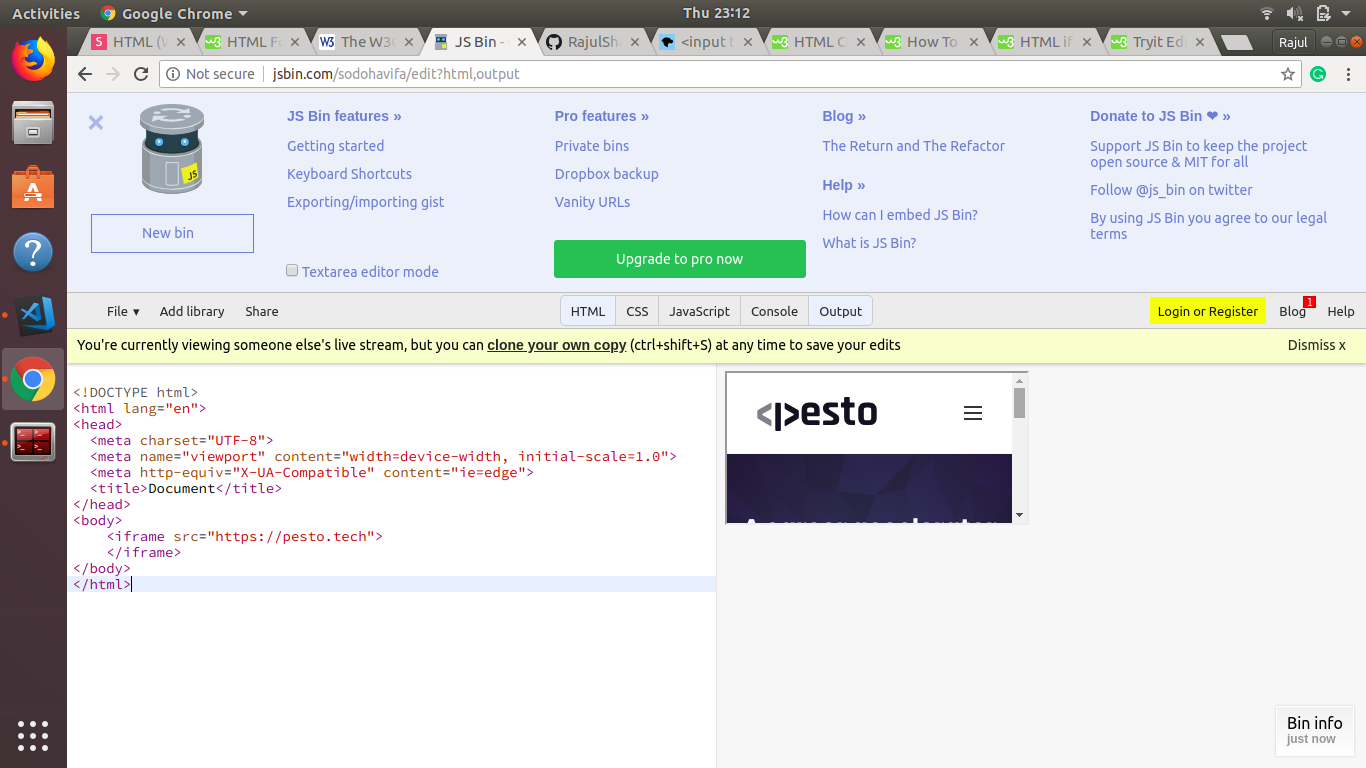 Activities
Google Chrome
Thu 23:12
HTML (W
HTML Fo
The W3C
JS Bin -
RajulSha
<input t
HTML C
How To
HTML if
Tryit Edi
Rajul
Not secure
jsbin.com/sodohavifa/edit?html,output
JS Bin features »
Getting started
Keyboard Shortcuts
Exporting/importing gist
Textarea editor mode
JS
New bin
Pro features »
Private bins
Dropbox backup
Vanity URLs
Upgrade to pro now
Blog »
The Return and The Refactor
Help »
How can I embed JS Bin?
What is JS Bin?
Donate to JS Bin ❤ »
Support JS Bin to keep the project
open source & MIT for all
Follow @js_bin on twitter
By using JS Bin you agree to our legal
terms
File ▾
Add library
Share
HTML
CSS
JavaScript
Console
Output
Login or Register
Blog
1
Help
You're currently viewing someone else's live stream, but you can clone your own copy (ctrl+shift+S) at any time to save your edits
Dismiss x
<!DOCTYPE html>
<html lang="en">
<head>
<meta charset="UTF-8">
<meta name="viewport" content="width=device-width, initial-scale=1.0">
<meta http-equiv="X-UA-Compatible" content="ie=edge">
<title>Document</title>
</head>
<body>
<iframe src="https://pesto.tech">
</iframe>
</body>
</html>
<pesto
Bin info
just now